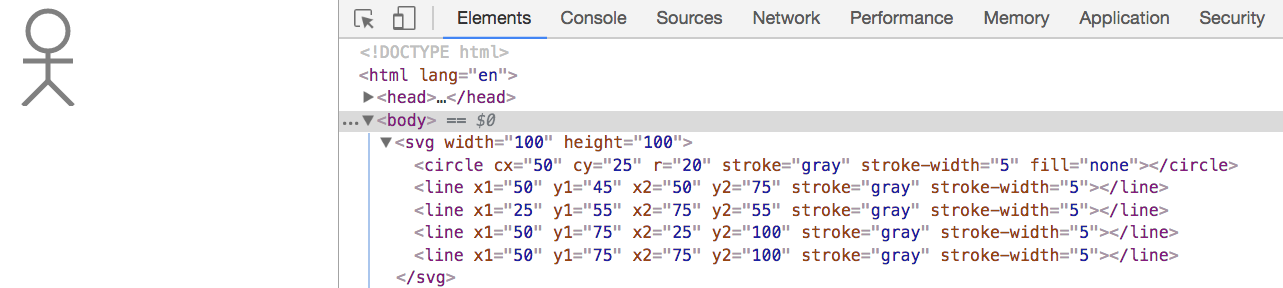 Elements Console Sources Network Performance Memory Application Security
<!DOCTYPE html>
<html lang="en">
<head>…</head>
… <body> == $0
<svg width="100" height="100">
<circle cx="50" cy="25" r="20" stroke="gray" stroke-width="5" fill="none"></circle>
<line x1="50" y1="45" x2="50" y2="75" stroke="gray" stroke-width="5"></line>
<line x1="25" y1="55" x2="75" y2="55" stroke="gray" stroke-width="5"></line>
<line x1="50" y1="75" x2="25" y2="100" stroke="gray" stroke-width="5"></line>
<line x1="50" y1="75" x2="75" y2="100" stroke="gray" stroke-width="5"></line>
</svg>